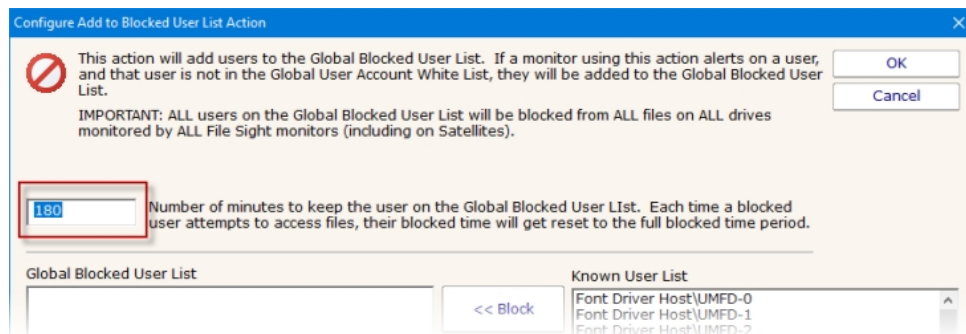 Configure Add to Blocked User List Action
This action will add users to the Global Blocked User List. If a monitor using this action alerts on a user,
and that user is not in the Global User Account White List, they will be added to the Global Blocked User
List.
IMPORTANT: ALL users on the Global Blocked User List will be blocked from ALL files on ALL drives
monitored by ALL File Sight monitors (including on Satellites).
OK
Cancel
180
Number of minutes to keep the user on the Global Blocked User LIst. Each time a blocked
user attempts to access files, their blocked time will get reset to the full blocked time period.
Global Blocked User List
<< Block
Known User List
Font Driver Host\UMFD-0
Font Driver Host\UMFD-1
Font Driver Host\UMFD-2